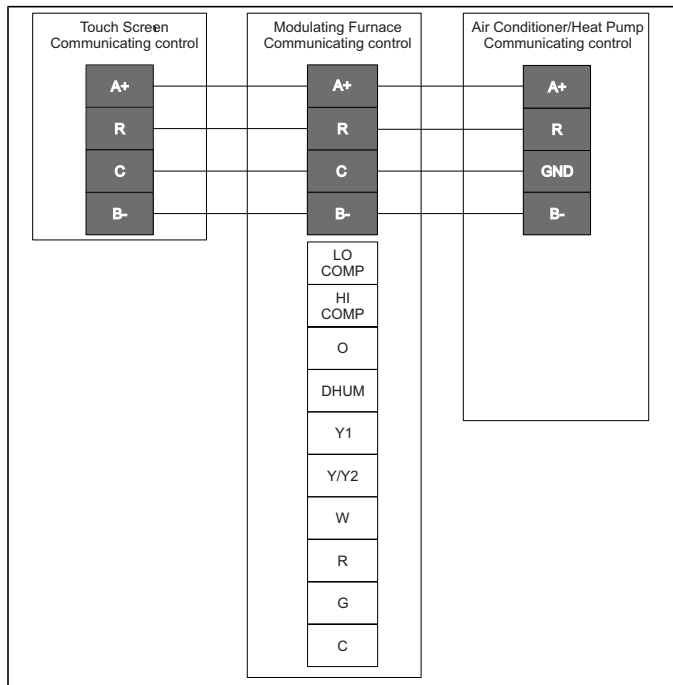 Touch Screen
Communicating control
A+
R
C
B-
Modulating Furnace
Communicating control
A+
R
C
B-
LO
COMP
HI
COMP
O
DHUM
Y1
Y/Y2
W
R
G
C
Air Conditioner/Heat Pump
Communicating control
A+
R
GND
B-